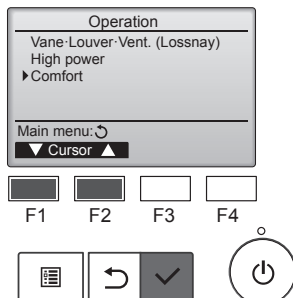 Operation
Vane·Louver·Vent. (Lossnay)
High power
Comfort
Main menu:
Cursor
F1 F2 F3 F4